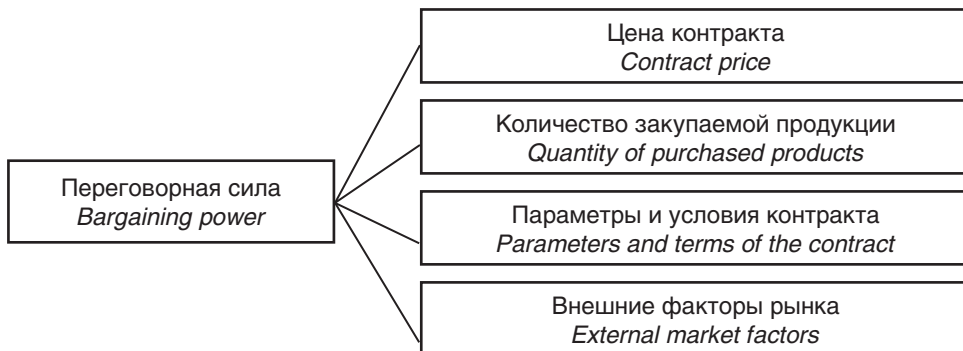 Цена контракта
Contract price
Количество закупаемой продукции
Quantity of purchased products
Переговорная сила
Bargaining power
Параметры и условия контракта
Parameters and terms of the contract
Внешние факторы рынка
External market factors